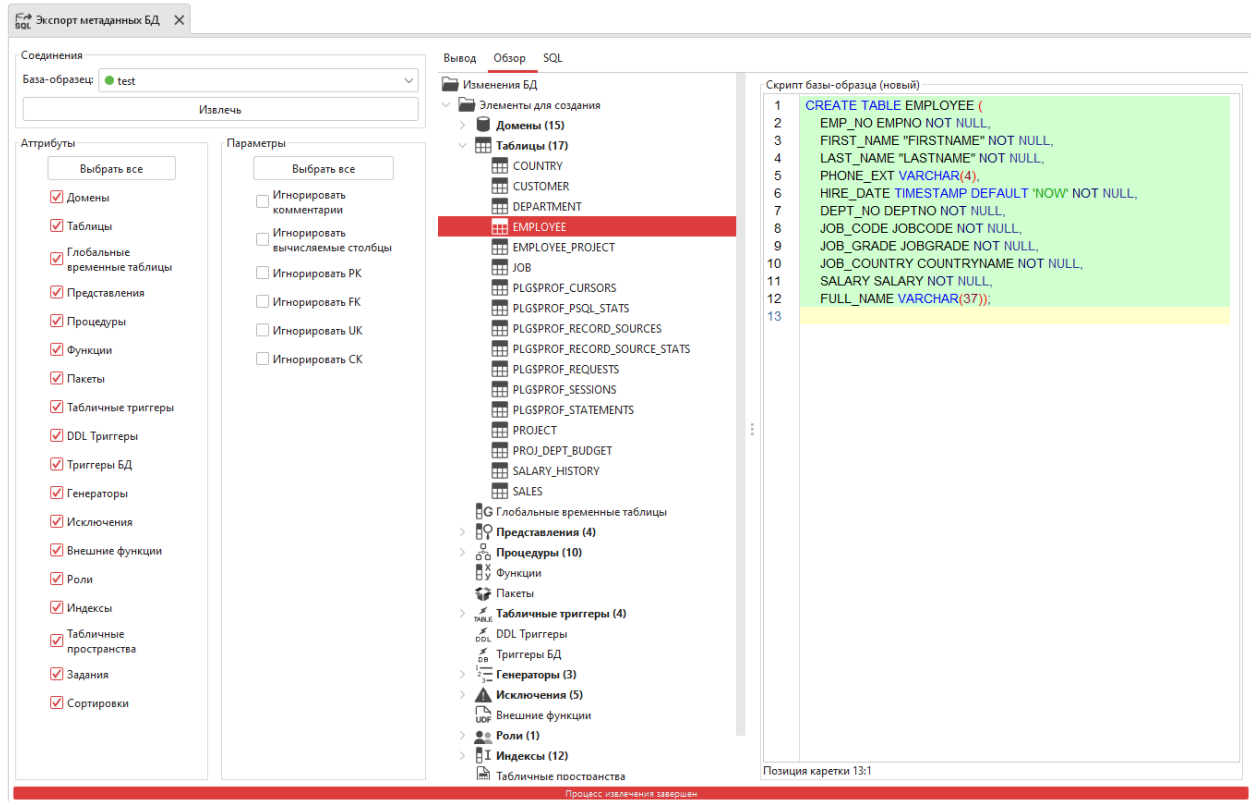 SQL Экспорт метаданных БД
Соединения
База-образец: test
Извлечь
Аттрибуты
Выбрать все
Домены
Таблицы
Глобальные
временные таблицы
Представления
Процедуры
Функции
Пакеты
Табличные триггеры
DDL Триггеры
Триггеры БД
Генераторы
Исключения
Внешние функции
Роли
Индексы
Табличные
пространства
Задания
Сортировки
Параметры
Выбрать все
Игнорировать
комментарии
Игнорировать
вычисляемые столбцы
Игнорировать РК
Игнорировать FK
Игнорировать UK
Игнорировать СК
Вывод Обзор SQL
Изменения БД
Элементы для создания
Домены (15)
Таблицы (17)
COUNTRY
CUSTOMER
DEPARTMENT
EMPLOYEE
EMPLOYEE_PROJECT
JOB
PLG$PROF_CURSORS
PLG$PROF_PSQL_STATS
PLG$PROF_RECORD_SOURCES
PLG$PROF_RECORD_SOURCE_STATS
PLG$PROF_REQUESTS
PLG$PROF_SESSIONS
PLG$PROF_STATEMENTS
PROJECT
PROJ_DEPT_BUDGET
SALARY_HISTORY
SALES
G Глобальные временные таблицы
Представления (4)
Процедуры (10)
XY Функции
Пакеты
TABLE Табличные триггеры (4)
DDL DDL Триггеры
DB Триггеры БД
Генераторы (3)
Исключения (5)
UDF Внешние функции
Роли (1)
Индексы (12)
Табличные пространства
Скрипт базы-образца (новый)
1 CREATE TABLE EMPLOYEE (
2 EMP_NO EMPNO NOT NULL,
3 FIRST_NAME "FIRSTNAME" NOT NULL,
4 LAST_NAME "LASTNAME" NOT NULL,
5 PHONE_EXT VARCHAR(4),
6 HIRE_DATE TIMESTAMP DEFAULT 'NOW' NOT NULL,
7 DEPT_NO DEPTNO NOT NULL,
8 JOB_CODE JOBCODE NOT NULL,
9 JOB_GRADE JOBGRADE NOT NULL,
10 JOB_COUNTRY COUNTRYNAME NOT NULL,
11 SALARY SALARY NOT NULL,
12 FULL_NAME VARCHAR(37));
13
Позиция каретки 13:1
Процесс извлечения завершен